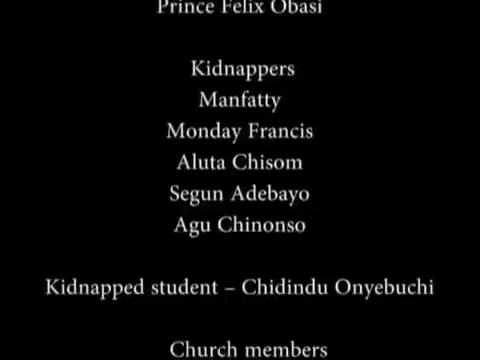 Prince Felix Obasi
Kidnappers
Manfatty
Monday Francis
Aluta Chisom
Segun Adebayo
Agu Chinonso
Kidnapped student – Chidindu Onyebuchi
Church members